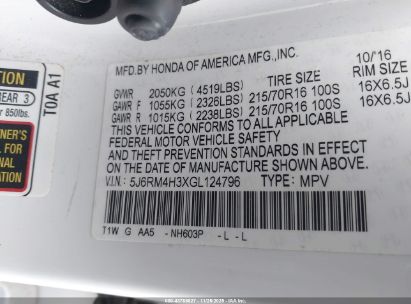 MFD.BY HONDA OF AMERICA MFG.,INC. 10/16
GVWR 2050KG (4519LBS) TIRE SIZE RIM SIZE
GAWR F 1055KG (2326LBS) 215/70R16 100S 16X6.5J
GAWR R 1015KG (2238LBS) 215/70R16 100S 16X6.5J
THIS VEHICLE CONFORMS TO ALL APPLICABLE
FEDERAL MOTOR VEHICLE SAFETY
AND THEFT PREVENTION STANDARDS IN EFFECT
ON THE DATE OF MANUFACTURE SHOWN ABOVE.
V.I.N.: 5J6RM4H3XGL124796 TYPE: MPV
T1W G AA5 - NH603P - L - L
TION
EAR 3
850lbs.
TOA A1
NER'S
FOR
NAL
ATION